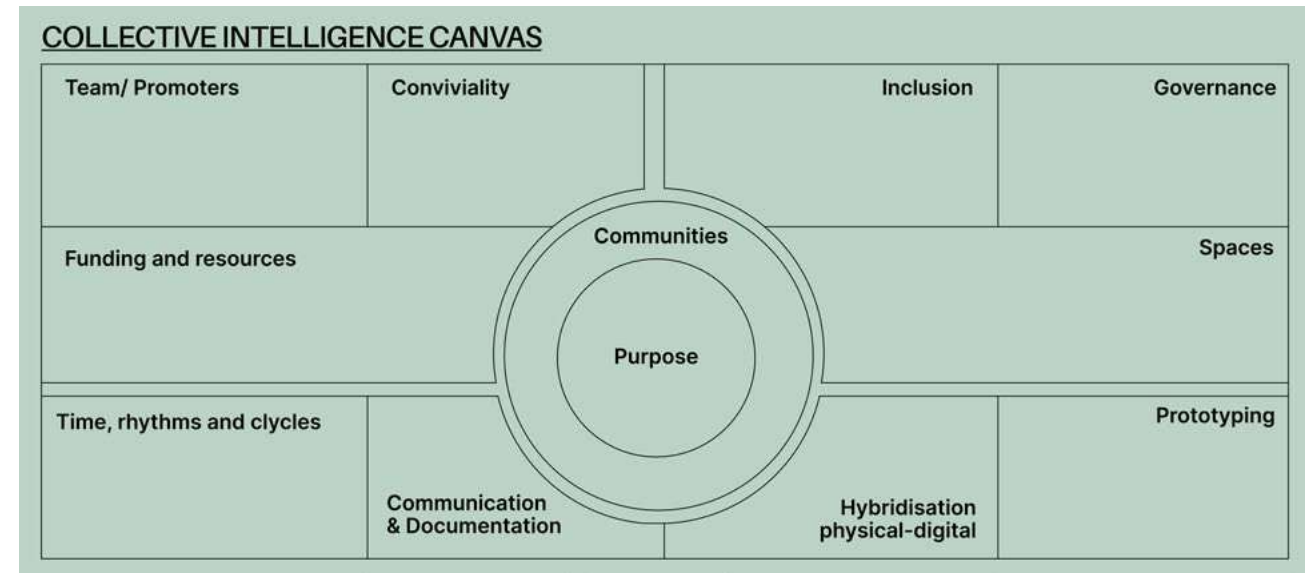 COLLECTIVE INTELLIGENCE CANVAS
Team/ Promoters
Conviviality
Inclusion
Governance
Funding and resources
Communities
Spaces
Purpose
Time, rhythms and clycles
Prototyping
Communication
& Documentation
Hybridisation
physical-digital